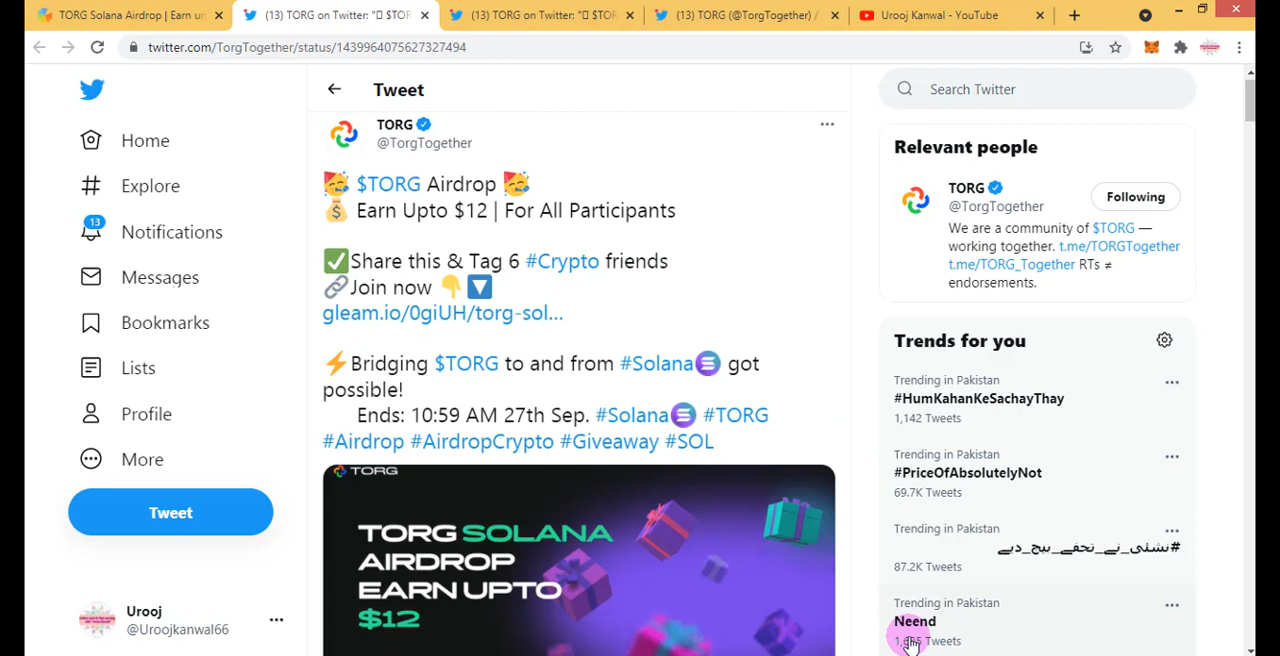 TORG Solana Airdrop | Earn u
(13) TORG on Twitter: "
(13) TORG on Twitter: "
(13) TORG (@TorgTogether) /
Urooj Kanwal - YouTube
twitter.com/TorgTogether/status/1439964075627327494
Home
Explore
13
Notifications
Messages
Bookmarks
Lists
Profile
More
Tweet
Urooj
@Uroojkanwal66
Tweet
TORG
@TorgTogether
🥳 $TORG Airdrop 🥳
💰 Earn Upto $12 | For All Participants
✅Share this & Tag 6 #Crypto friends
🔗Join now 👇🔽
gleam.io/0giUH/torg-sol...
⚡Bridging $TORG to and from #Solana got
possible!
Ends: 10:59 AM 27th Sep. #Solana #TORG
#Airdrop #AirdropCrypto #Giveaway #SOL
TORG
TORG SOLANA
AIRDROP
EARN UPTO
$12
Search Twitter
Relevant people
TORG
@TorgTogether
Following
We are a community of $TORG —
working together. t.me/TORGTogether
t.me/TORG_Together RTs ≠
endorsements.
Trends for you
Trending in Pakistan
#HumKahanKeSachayThay
1,142 Tweets
Trending in Pakistan
#PriceOfAbsolutelyNot
69.7K Tweets
Trending in Pakistan
#نشئی_نے_تحفے_بیچ_دیے
87.2K Tweets
Trending in Pakistan
Neend
Tweets